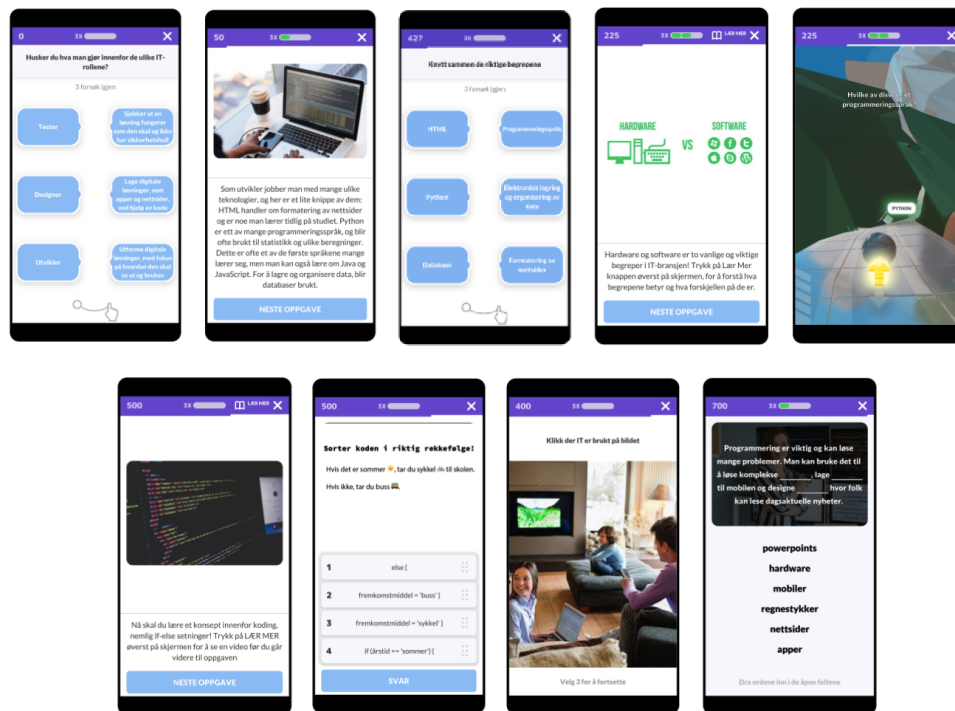 0
3X
Husker du hva man gjør innenfor de ulike IT-
rollene?
3 forsøk igjen
Tester
Sjekker at en
løsning fungerer
som den skal og ikke
har sikkerhetshull
Designer
Lage digitale
løsninger, som
apper og nettsider,
ved hjelp av kode
Utvikler
Utforme digitale
løsninger, med fokus
på hvordan den skal
se ut og brukes
50
3X
Som utvikler jobber man med mange ulike
teknologier, og her er et lite knippe av dem:
HTML handler om formatering av nettsider
og er noe man lærer tidlig på studiet. Python
er ett av mange programmeringsspråk, og blir
ofte brukt til statistikk og ulike beregninger.
Dette er ofte et av de første språkene mange
lærer seg, men man kan også lære om Java og
JavaScript. For å lagre og organisere data, blir
databaser brukt.
NESTE OPPGAVE
427
3X
Knytt sammen de riktige begrepene
3 forsøk igjen
HTML
Programmeringsspråk
Python
Elektronisk lagring
og organisering av
data
Database
Formatering av
nettsider
225
3X
LÆR MER
HARDWARE
VS
SOFTWARE
Hardware og software er to vanlige og viktige
begreper i IT-bransjen! Trykk på Lær Mer
knappen øverst på skjermen, for å forstå hva
begrepene betyr og hva forskjellen på de er.
NESTE OPPGAVE
225
3X
Hvilke av disse er et
programmeringsspråk?
PYTHON
500
3X
LÆR MER
Nå skal du lære et konsept innenfor koding,
nemlig if-else setninger! Trykk på LÆR MER
øverst på skjermen for å se en video før du går
videre til oppgaven
NESTE OPPGAVE
500
3X
Sorter koden i riktig rekkefølge!
Hvis det er sommer ☀️, tar du sykkel 🚲 til skolen.
Hvis ikke, tar du buss 🚌.
1 else {
2 fremkomstmiddel = 'buss' }
3 fremkomstmiddel = 'sykkel' }
4 if (årstid == 'sommer') {
SVAR
400
3X
Klikk der IT er brukt på bildet
Velg 3 for å fortsette
700
3X
Programmering er viktig og kan løse
mange problemer. Man kan bruke det til
å løse komplekse ______, lage ______
til mobilen og designe ______ hvor folk
kan lese dagsaktuelle nyheter.
powerpoints
hardware
mobiler
regnestykker
nettsider
apper
Dra ordene inn i de åpne feltene